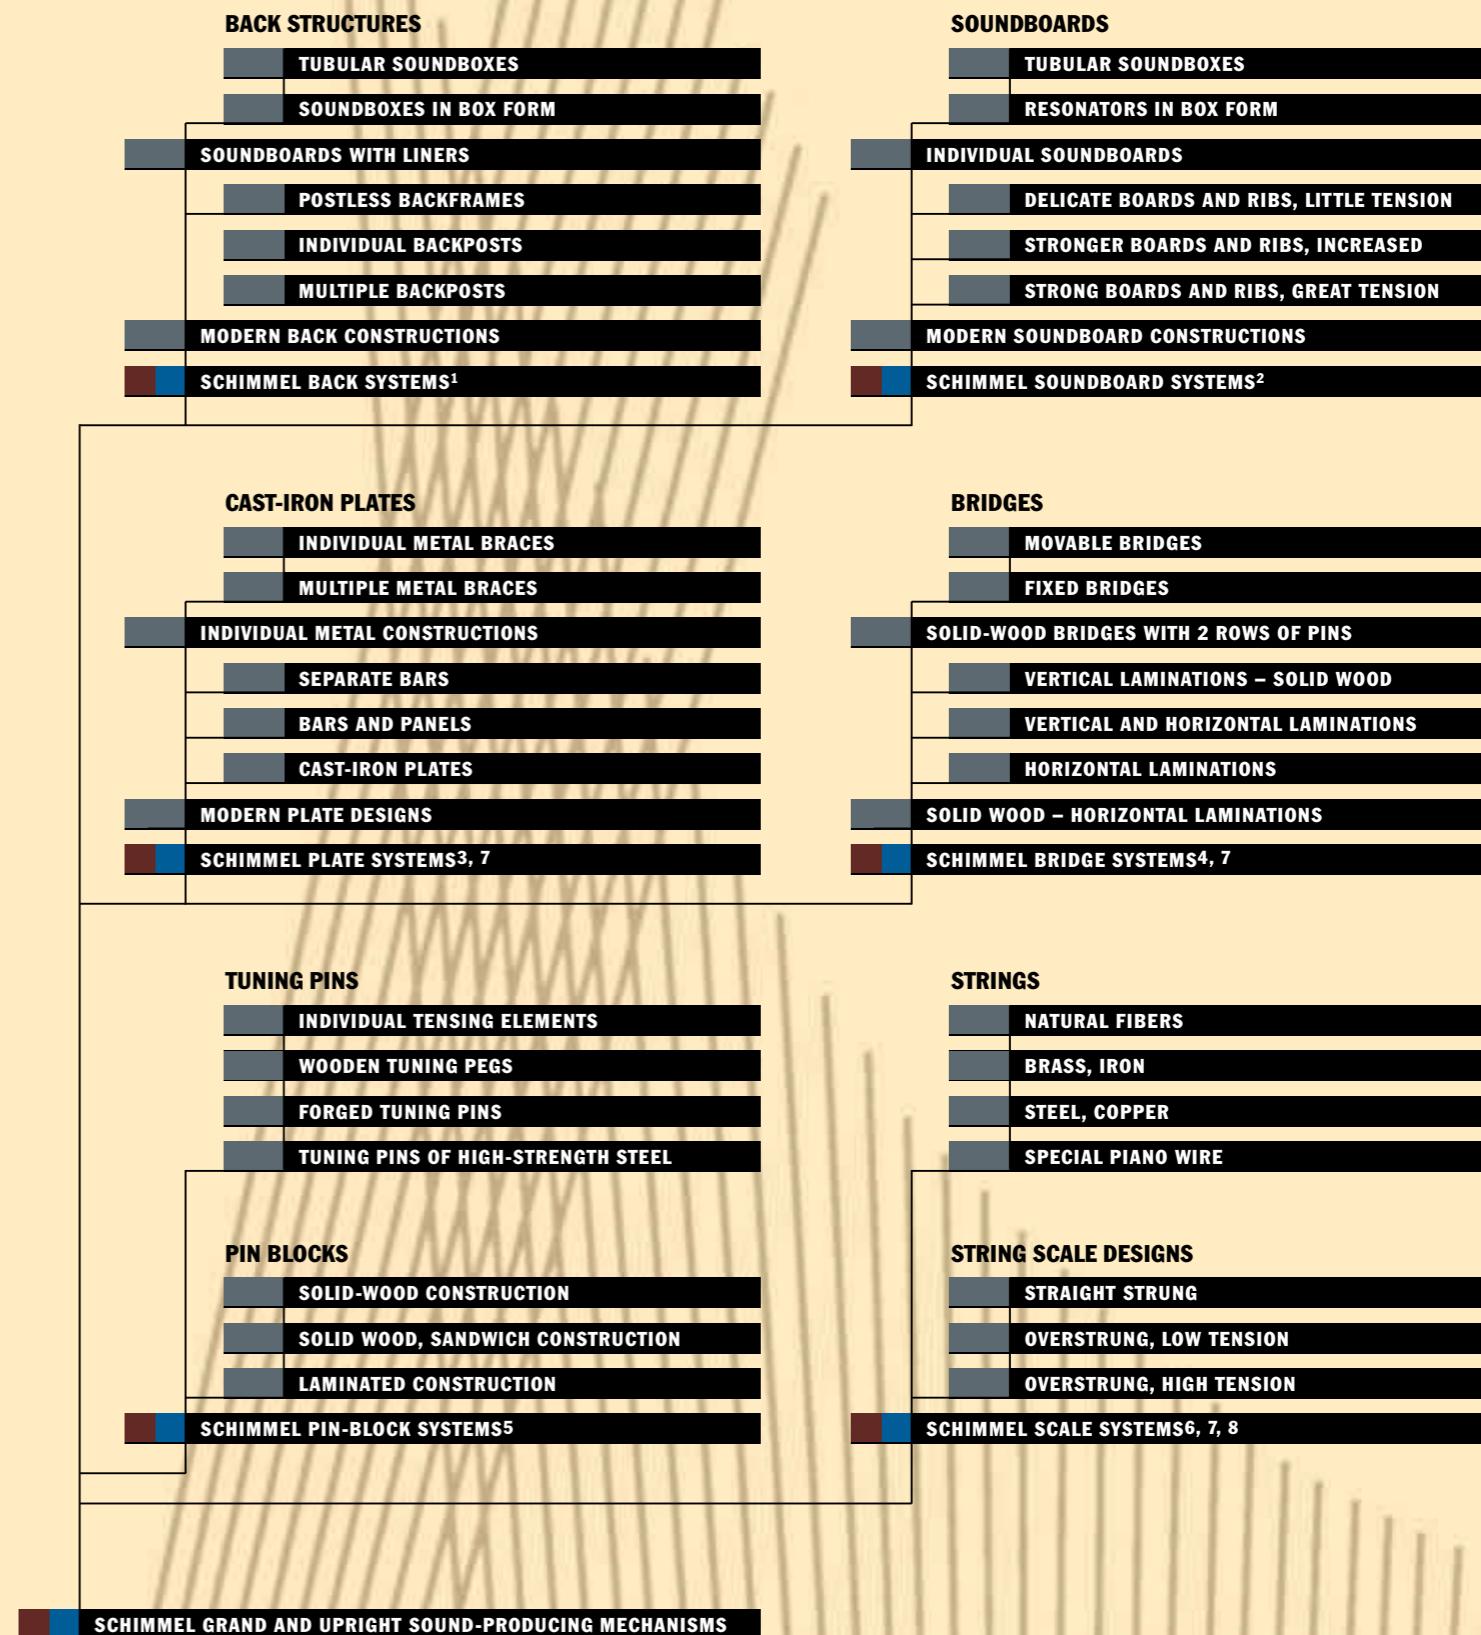 BACK STRUCTURES
TUBULAR SOUNDBOXES
SOUNDBOXES IN BOX FORM
SOUNDBOARDS WITH LINERS
POSTLESS BACKFRAMES
INDIVIDUAL BACKPOSTS
MULTIPLE BACKPOSTS
MODERN BACK CONSTRUCTIONS
SCHIMMEL BACK SYSTEMS¹
SOUNDBOARDS
TUBULAR SOUNDBOXES
RESONATORS IN BOX FORM
INDIVIDUAL SOUNDBOARDS
DELICATE BOARDS AND RIBS, LITTLE TENSION
STRONGER BOARDS AND RIBS, INCREASED
STRONG BOARDS AND RIBS, GREAT TENSION
MODERN SOUNDBOARD CONSTRUCTIONS
SCHIMMEL SOUNDBOARD SYSTEMS²
CAST-IRON PLATES
INDIVIDUAL METAL BRACES
MULTIPLE METAL BRACES
INDIVIDUAL METAL CONSTRUCTIONS
SEPARATE BARS
BARS AND PANELS
CAST-IRON PLATES
MODERN PLATE DESIGNS
SCHIMMEL PLATE SYSTEMS3, 7
BRIDGES
MOVABLE BRIDGES
FIXED BRIDGES
SOLID-WOOD BRIDGES WITH 2 ROWS OF PINS
VERTICAL LAMINATIONS – SOLID WOOD
VERTICAL AND HORIZONTAL LAMINATIONS
HORIZONTAL LAMINATIONS
SOLID WOOD – HORIZONTAL LAMINATIONS
SCHIMMEL BRIDGE SYSTEMS4, 7
TUNING PINS
INDIVIDUAL TENSING ELEMENTS
WOODEN TUNING PEGS
FORGED TUNING PINS
TUNING PINS OF HIGH-STRENGTH STEEL
STRINGS
NATURAL FIBERS
BRASS, IRON
STEEL, COPPER
SPECIAL PIANO WIRE
PIN BLOCKS
SOLID-WOOD CONSTRUCTION
SOLID WOOD, SANDWICH CONSTRUCTION
LAMINATED CONSTRUCTION
SCHIMMEL PIN-BLOCK SYSTEMS5
STRING SCALE DESIGNS
STRAIGHT STRUNG
OVERSTRUNG, LOW TENSION
OVERSTRUNG, HIGH TENSION
SCHIMMEL SCALE SYSTEMS6, 7, 8
SCHIMMEL GRAND AND UPRIGHT SOUND-PRODUCING MECHANISMS